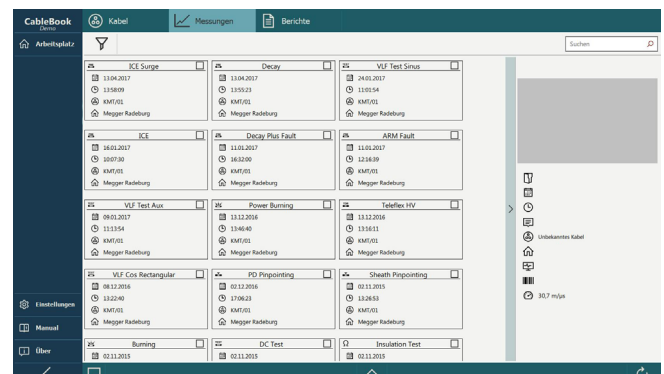 CableBook
Demo
Kabel
Messungen
Berichte
Arbeitsplatz
Suchen
ICE Surge
13.04.2017
13:58:09
KMT/01
Megger Radeburg
Decay
13.04.2017
13:55:23
KMT/01
Megger Radeburg
VLF Test Sinus
24.01.2017
11:01:54
KMT/01
Megger Radeburg
ICE
16.01.2017
10:07:30
KMT/01
Megger Radeburg
Decay Plus Fault
11.01.2017
16:32:00
KMT/01
Megger Radeburg
ARM Fault
11.01.2017
12:16:39
KMT/01
Megger Radeburg
VLF Test Aux
09.01.2017
11:13:54
KMT/01
Megger Radeburg
Power Burning
13.12.2016
13:46:40
KMT/01
Megger Radeburg
Teleflex HV
13.12.2016
13:16:11
KMT/01
Megger Radeburg
VLF Cos Rectangular
08.12.2016
13:22:40
KMT/01
Megger Radeburg
PD Pinpointing
02.12.2016
17:06:23
KMT/01
Megger Radeburg
Sheath Pinpointing
02.11.2015
13:26:53
KMT/01
Megger Radeburg
Burning
02.11.2015
DC Test
02.11.2015
Ω Insulation Test
02.11.2015
Unbekanntes Kabel
30,7 m/µs
Einstellungen
Manual
Über